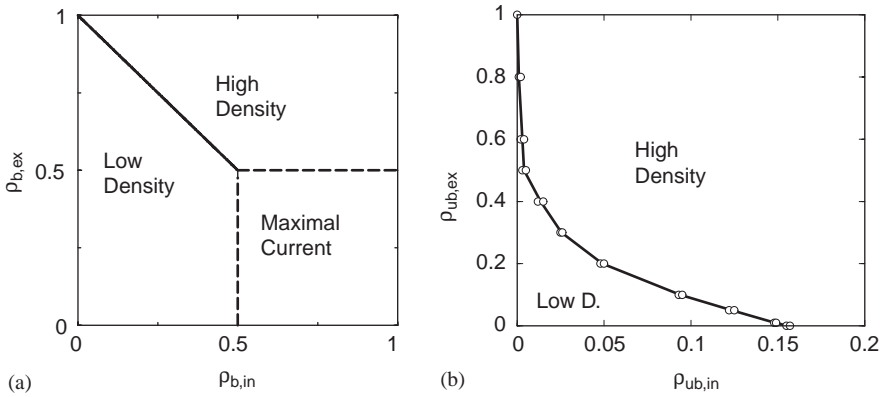 1
0.5
0
ρb,ex
High
Density
Low
Density
Maximal
Current
0
0.5
1
ρb,in
(a)
1
0.8
0.6
0.4
0.2
0
ρub,ex
High
Density
Low D.
0
0.05
0.1
0.15
0.2
ρub,in
(b)